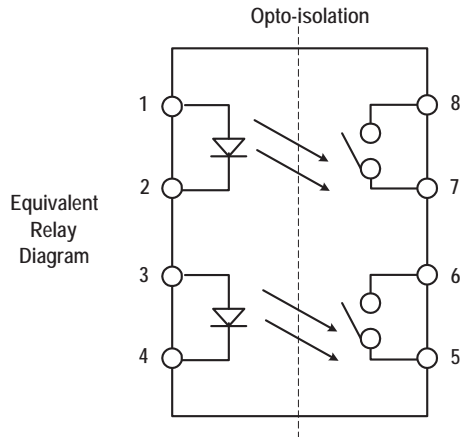 Opto-isolation
1
8
2
7
Equivalent
Relay
Diagram
3
6
4
5